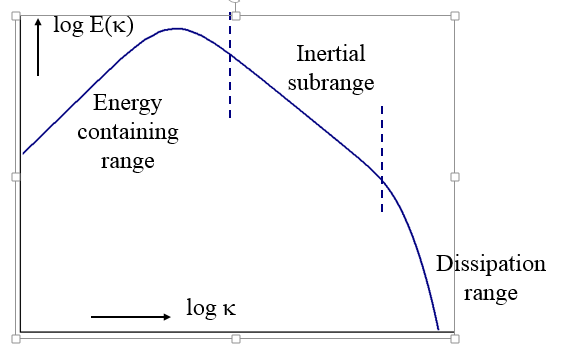 log E(κ)
Inertial
subrange
Energy
containing
range
Dissipation
range
log κ